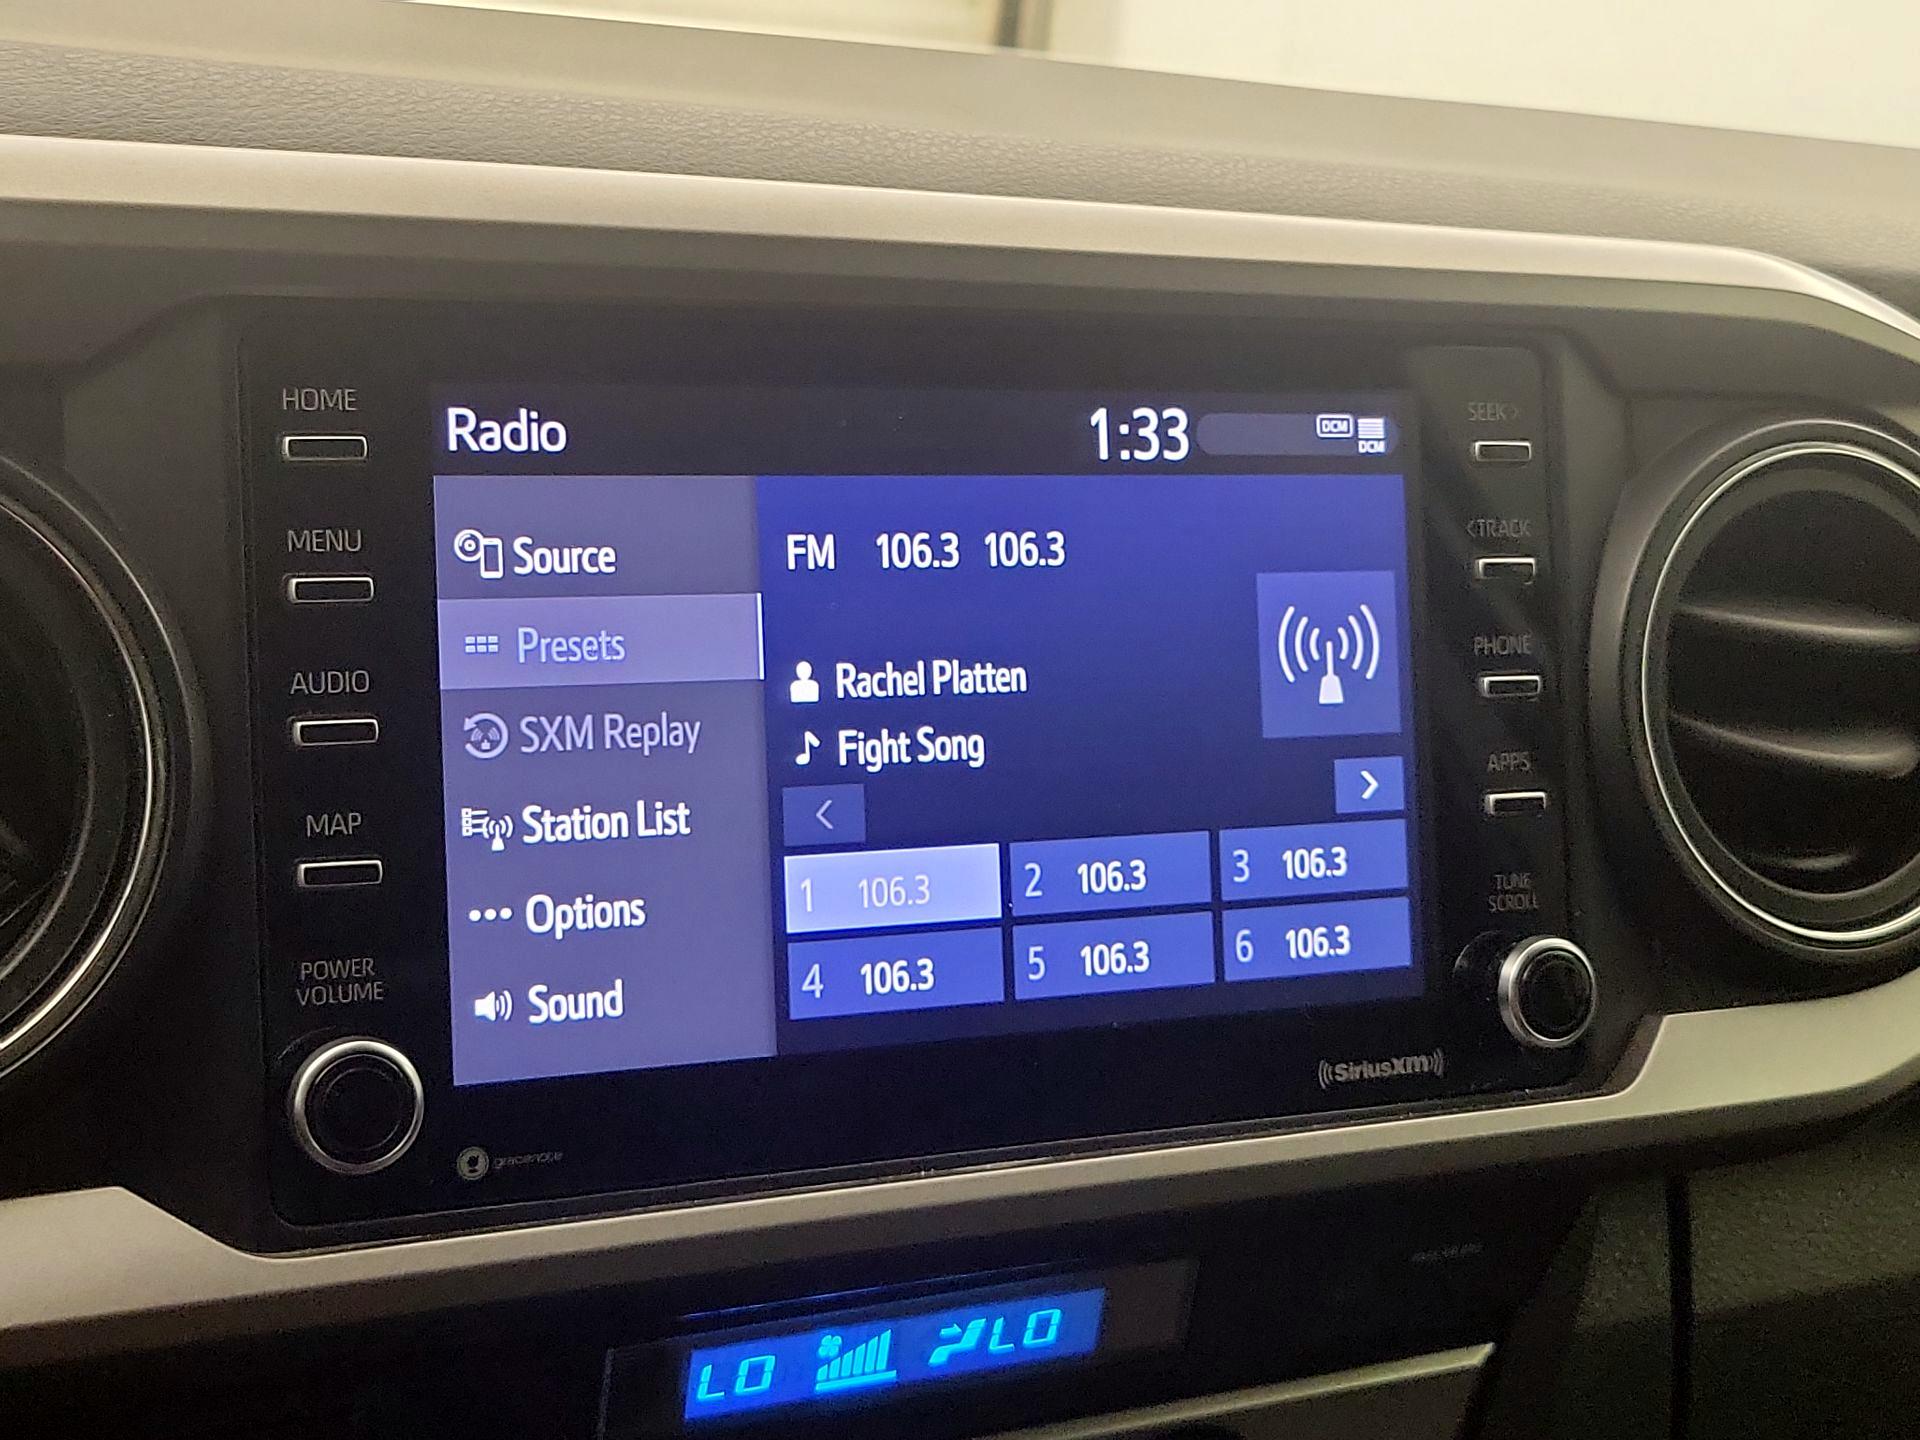 HOME
MENU
AUDIO
MAP
POWER
VOLUME
Radio
1:33
DCM
DCM
Source
Presets
SXM Replay
Station List
Options
Sound
FM 106.3 106.3
Rachel Platten
Fight Song
<
>
1 106.3
2 106.3
3 106.3
4 106.3
5 106.3
6 106.3
SEEK >
< TRACK
PHONE
APPS
TUNE
SCROLL
SiriusXM
gracenote
LO LO